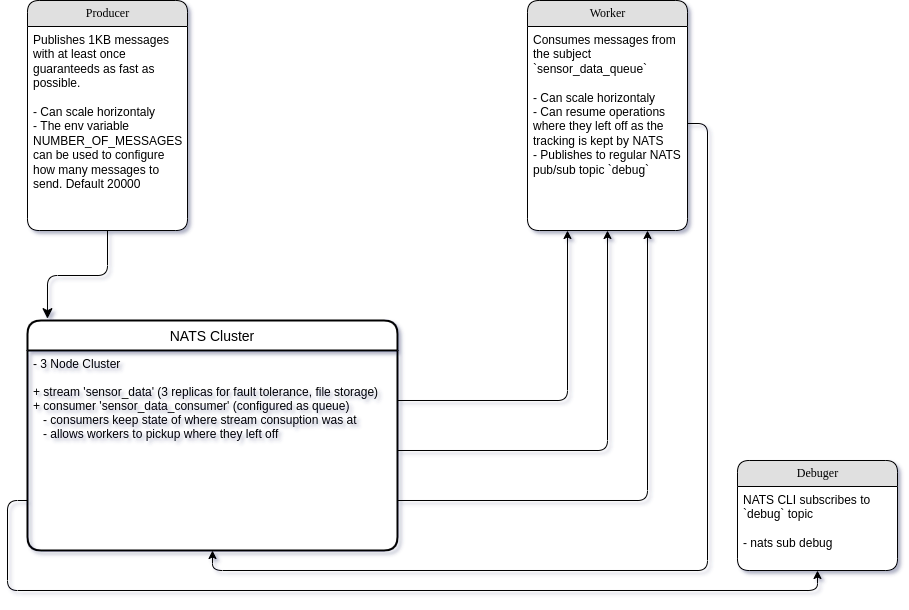 Producer
Publishes 1KB messages
with at least once
guaranteeds as fast as
possible.
- Can scale horizontaly
- The env variable
NUMBER_OF_MESSAGES
can be used to configure
how many messages to
send. Default 20000
Worker
Consumes messages from
the subject
`sensor_data_queue`
- Can scale horizontaly
- Can resume operations
where they left off as the
tracking is kept by NATS
- Publishes to regular NATS
pub/sub topic `debug`
NATS Cluster
- 3 Node Cluster
+ stream 'sensor_data' (3 replicas for fault tolerance, file storage)
+ consumer 'sensor_data_consumer' (configured as queue)
- consumers keep state of where stream consuption was at
- allows workers to pickup where they left off
Debuger
NATS CLI subscribes to
`debug` topic
- nats sub debug